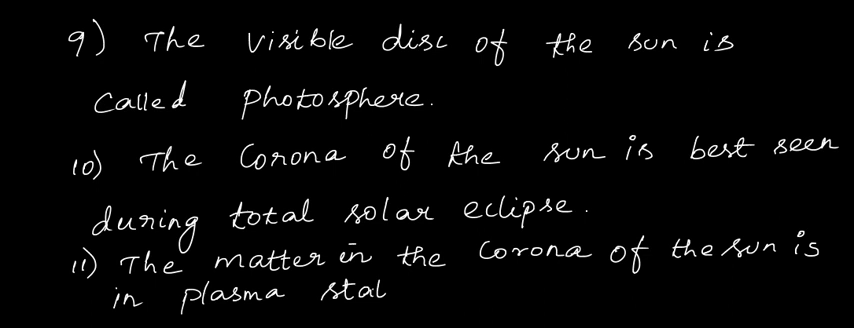 9) The visible disc of the sun is
called photosphere.
10) The Corona of the sun is best seen
during total solar eclipse.
11) The matter in the Corona of the sun is
in plasma stat